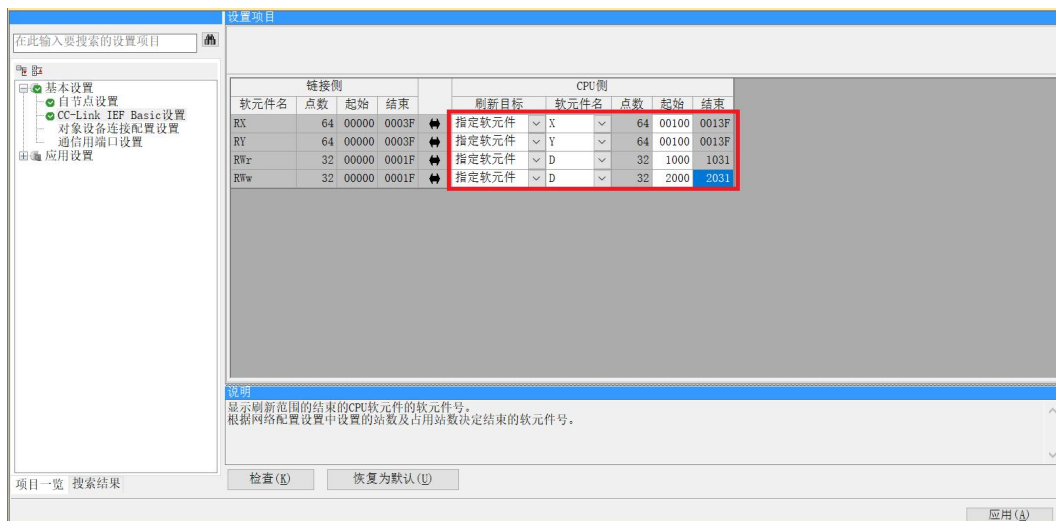 设置项目
在此输入要搜索的设置项目
基本设置
自节点设置
CC-Link IEF Basic设置
对象设备连接配置设置
通信用端口设置
应用设置
链接侧 CPU侧
软元件名 点数 起始 结束 刷新目标 软元件名 点数 起始 结束
RX 64 00000 0003F 指定软元件 X 64 00100 0013F
RY 64 00000 0003F 指定软元件 Y 64 00100 0013F
RWr 32 00000 0001F 指定软元件 D 32 1000 1031
RWw 32 00000 0001F 指定软元件 D 32 2000 2031
说明
显示刷新范围的结束的CPU软元件的软元件号。
根据网络配置设置中设置的站数及占用站数决定结束的软元件号。
检查(K) 恢复为默认(U)
项目一览 搜索结果
应用(A)